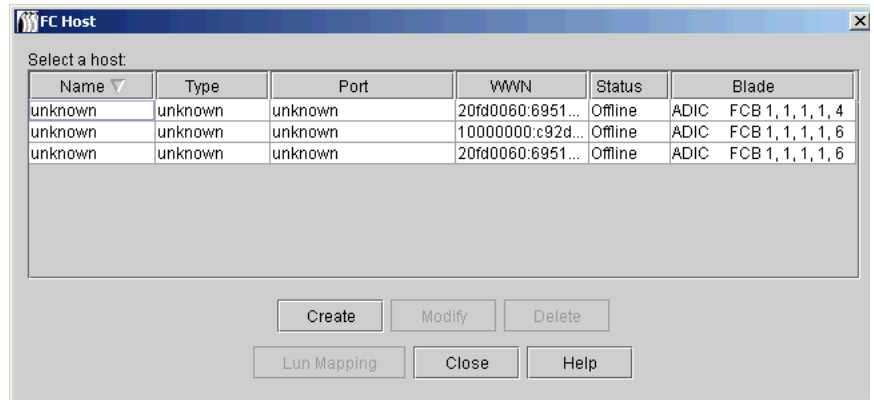 FC Host
Select a host:
Name Type Port WWN Status Blade
unknown unknown unknown 20fd0060:6951... Offline ADIC FCB 1, 1, 1, 1, 4
unknown unknown unknown 10000000:c92d... Offline ADIC FCB 1, 1, 1, 1, 6
unknown unknown unknown 20fd0060:6951... Offline ADIC FCB 1, 1, 1, 1, 6
Create Modify Delete
Lun Mapping Close Help